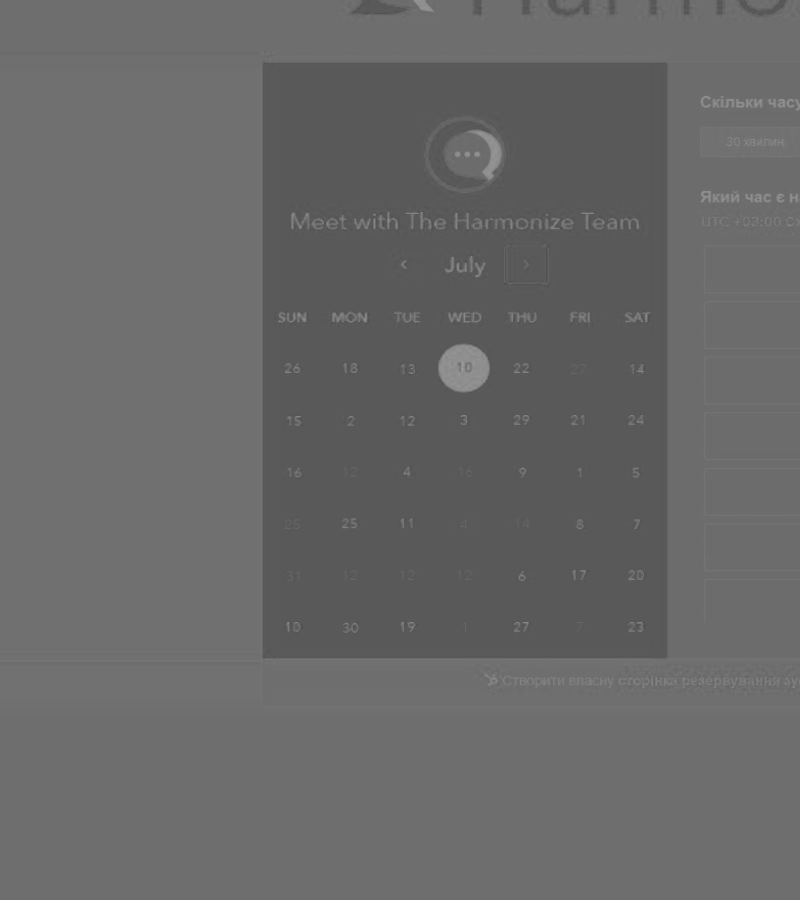 Harmo
Meet with The Harmonize Team
July
SUN MON TUE WED THU FRI SAT
26 18 13 10 22 27 14
15 2 12 3 29 21 24
16 12 4 16 9 1 5
25 25 11 4 14 8 7
31 12 12 12 6 17 20
10 30 19 1 27 7 23
Скільки часу
30 хвилин
Який час є н
UTC +03:00
Створити власну сторінка резервування